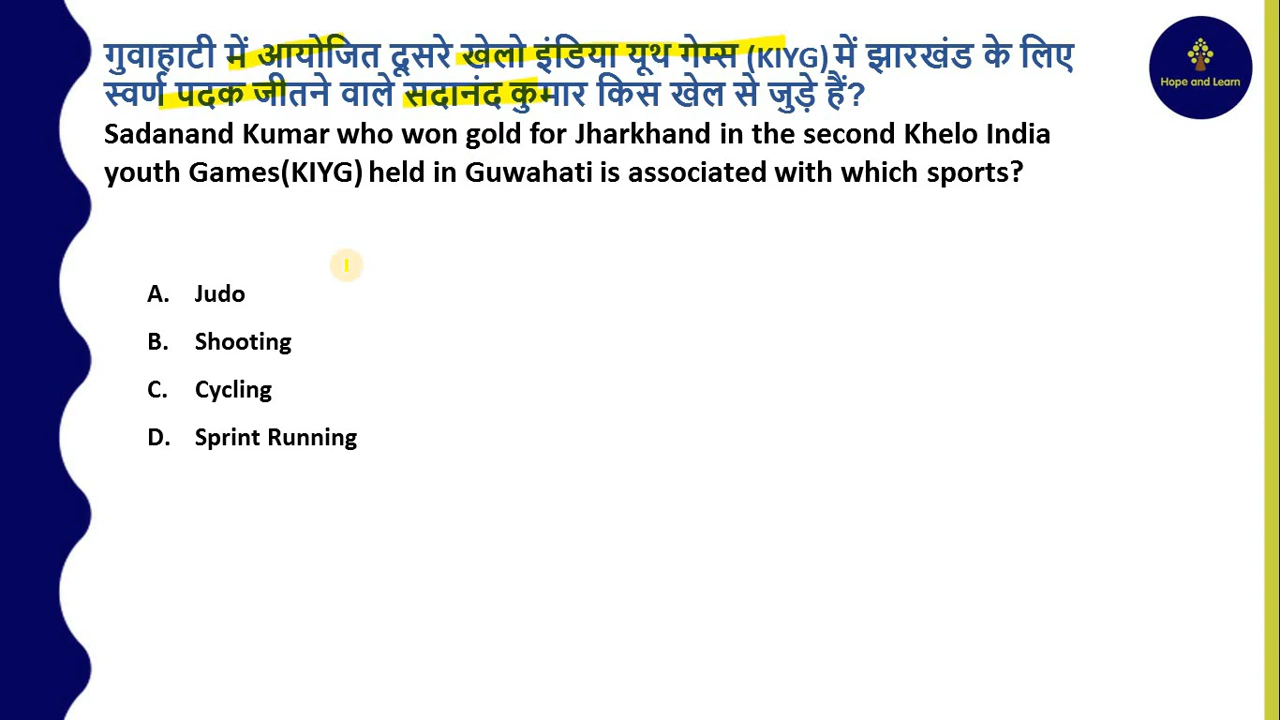 गुवाहाटी में आयोजित दूसरे खेलो इंडिया यूथ गेम्स (KIYG) में झारखंड के लिए
स्वर्ण पदक जीतने वाले सदानंद कुमार किस खेल से जुड़े हैं?
Sadanand Kumar who won gold for Jharkhand in the second Khelo India
youth Games(KIYG) held in Guwahati is associated with which sports?
Hope and Learn
A. Judo
B. Shooting
C. Cycling
D. Sprint Running